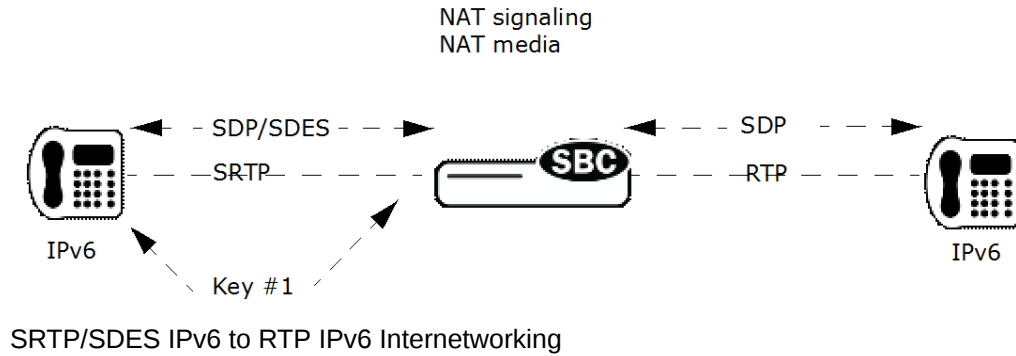 NAT signaling
NAT media
SDP/SDES
SDP
SBC
SRTP
RTP
IPv6
IPv6
Key #1
SRTP/SDES IPv6 to RTP IPv6 Internetworking